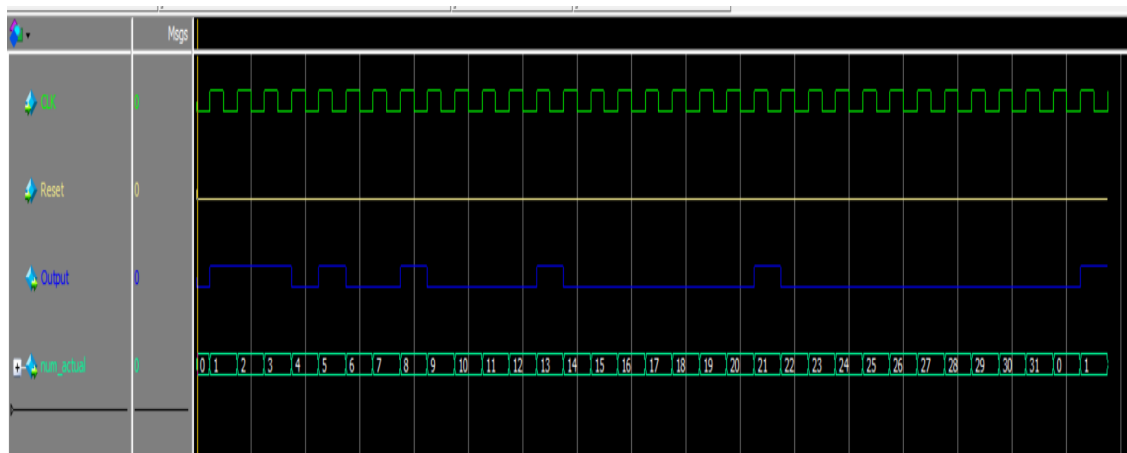 Msgs
CLK 0
Reset 0
Output 0
num_actual 0 0 1 2 3 4 5 6 7 8 9 10 11 12 13 14 15 16 17 18 19 20 21 22 23 24 25 26 27 28 29 30 31 0 1